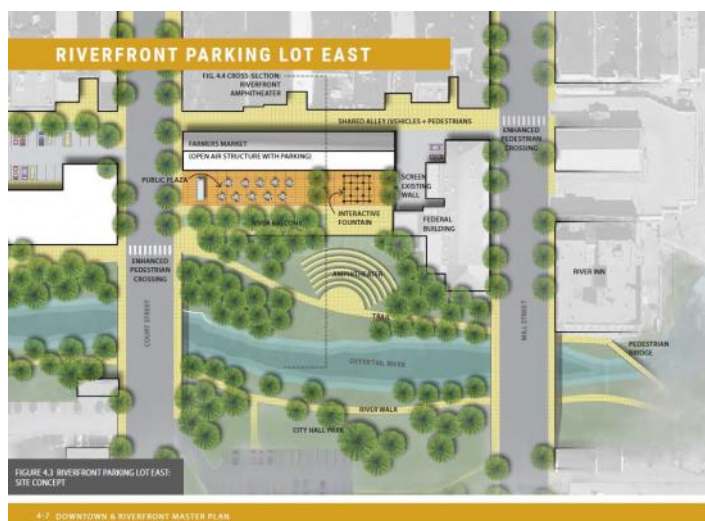 RIVERFRONT PARKING LOT EAST
FIG. 4.4 CROSS-SECTION:
RIVERFRONT
AMPHITHEATER
SHARED ALLEY (VEHICLES + PEDESTRIANS)
ENHANCED
PEDESTRIAN
CROSSING
FARMERS MARKET
(OPEN AIR STRUCTURE WITH PARKING)
PUBLIC PLAZA
SCREEN
EXISTING
WALL
RIVER BALCONY
INTERACTIVE
FOUNTAIN
FEDERAL
BUILDING
ENHANCED
PEDESTRIAN
CROSSING
AMPHITHEATER
RIVER INN
TRAIL
COURT STREET
MILL STREET
OTTERTAIL RIVER
PEDESTRIAN
BRIDGE
RIVER WALK
CITY HALL PARK
FIGURE 4.3 RIVERFRONT PARKING LOT EAST:
SITE CONCEPT
4-7 DOWNTOWN & RIVERFRONT MASTER PLAN